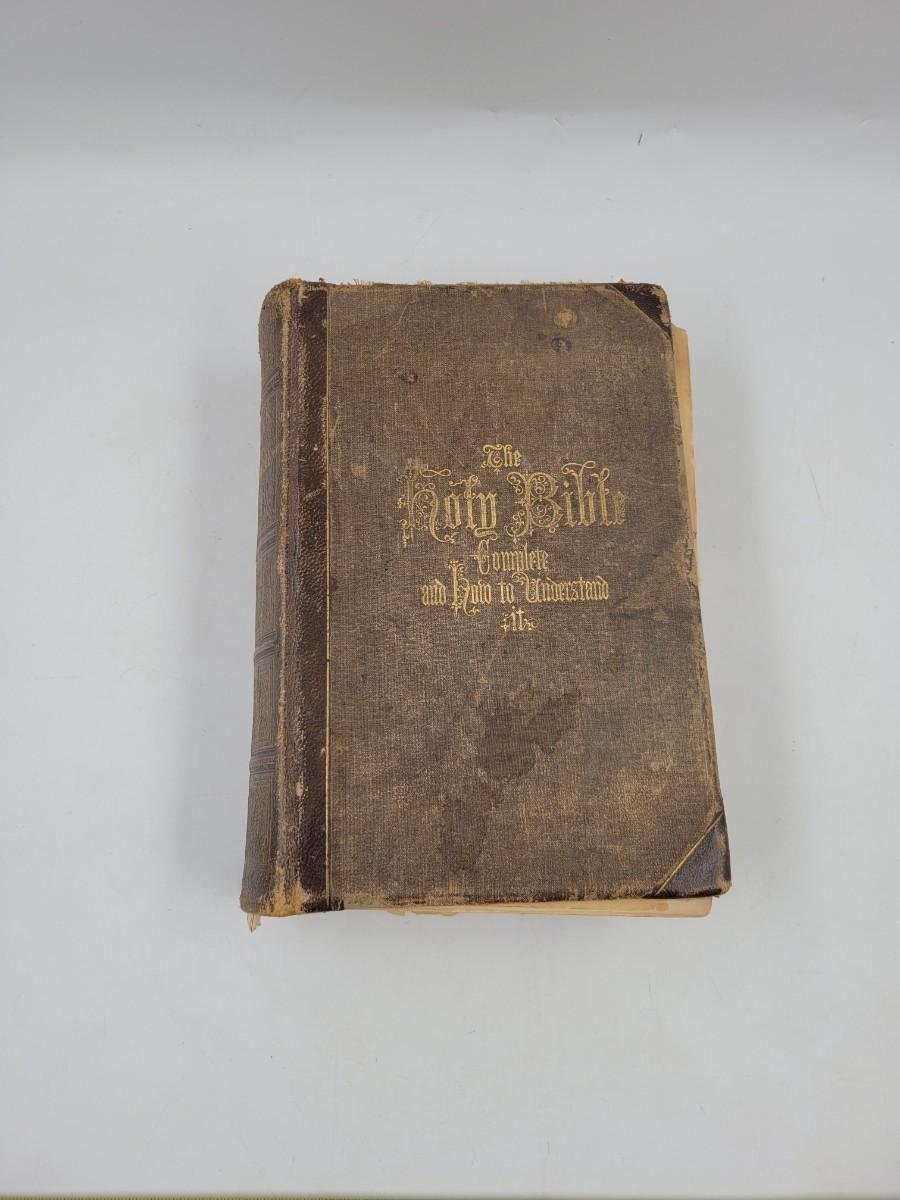 The
Holy Bible
Complete
and How to Understand
it